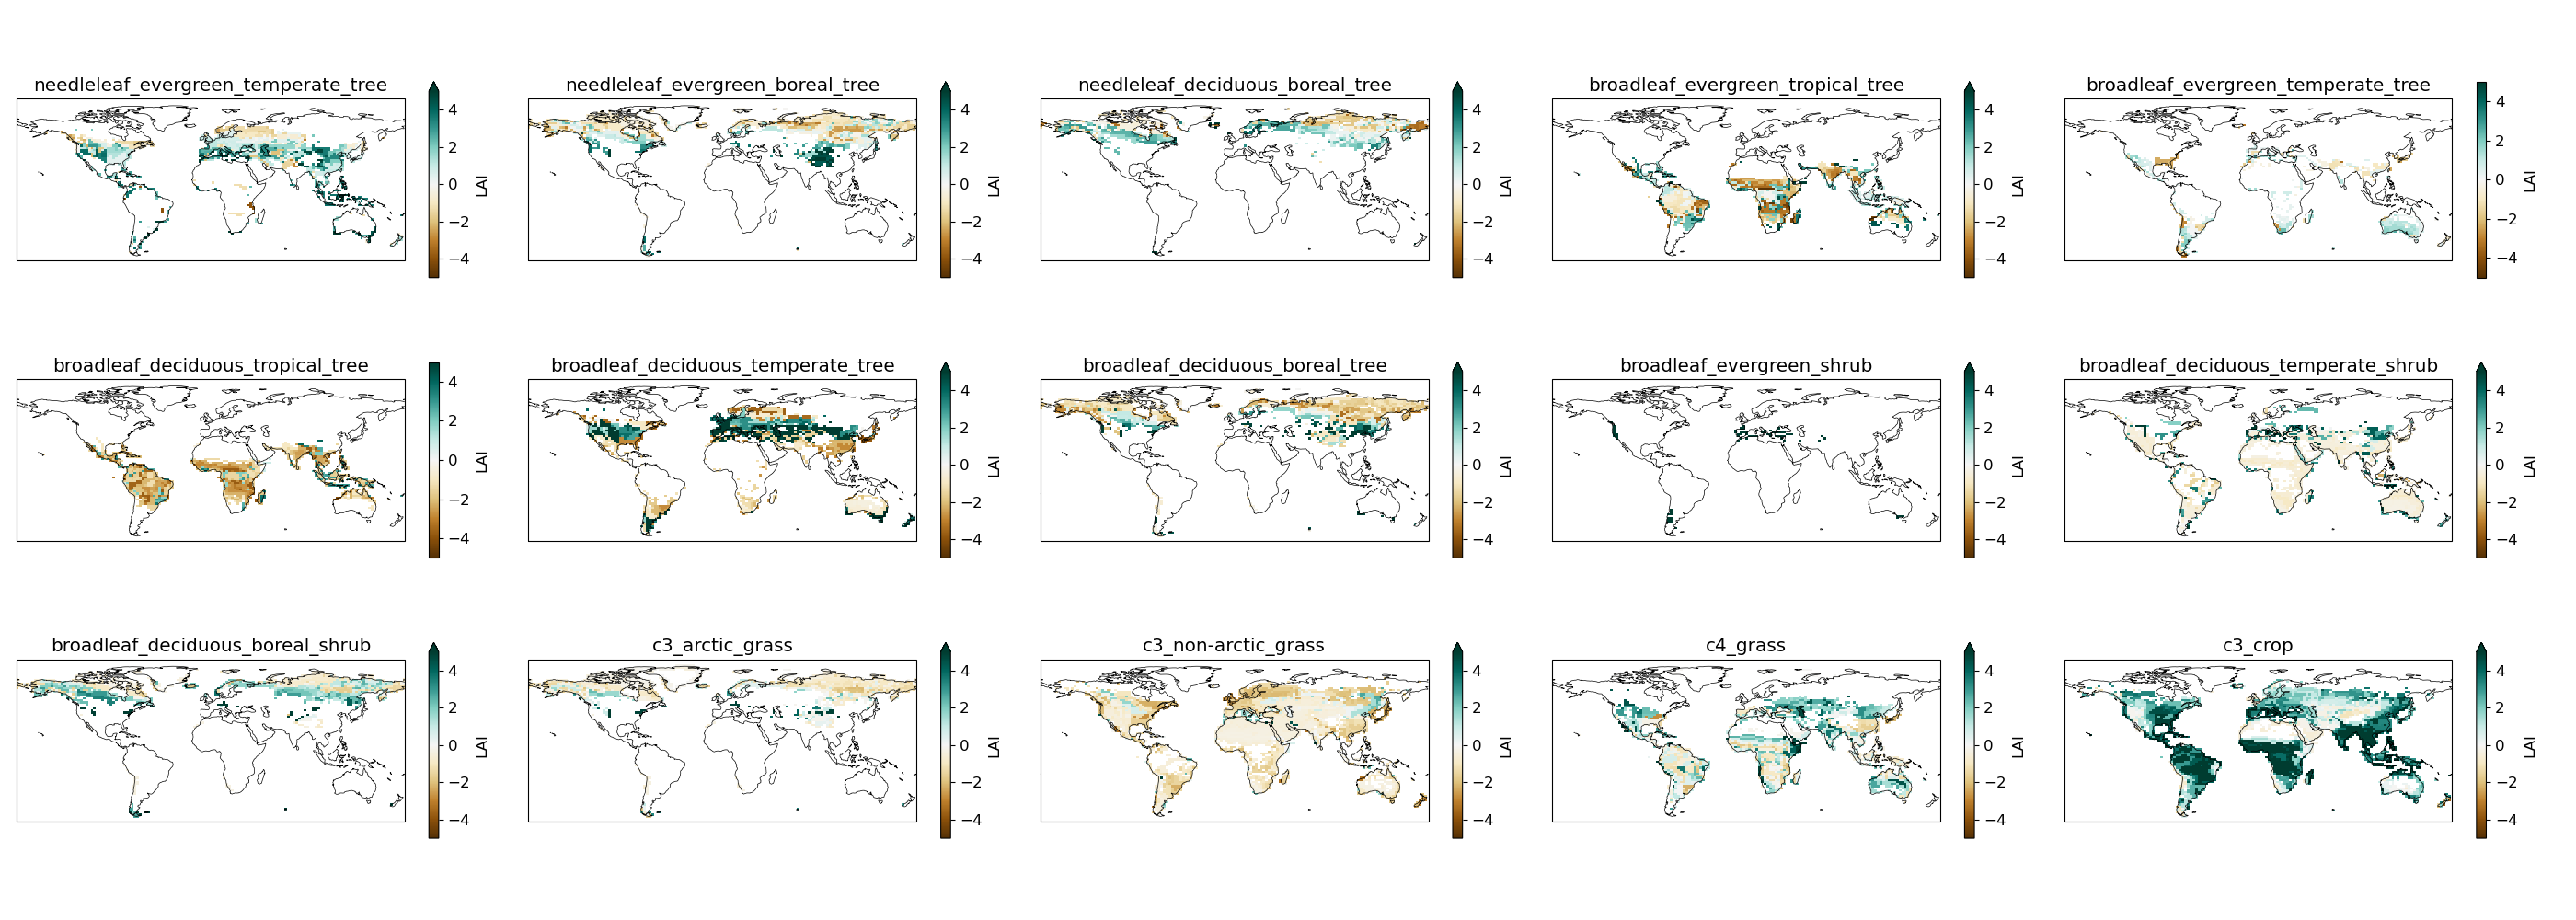 needleleaf_evergreen_temperate_tree
4
2
0
−2
−4
LAI
needleleaf_evergreen_boreal_tree
4
2
0
−2
−4
LAI
needleleaf_deciduous_boreal_tree
4
2
0
−2
−4
LAI
broadleaf_evergreen_tropical_tree
4
2
0
−2
−4
LAI
broadleaf_evergreen_temperate_tree
4
2
0
−2
−4
LAI
broadleaf_deciduous_tropical_tree
4
2
0
−2
−4
LAI
broadleaf_deciduous_temperate_tree
4
2
0
−2
−4
LAI
broadleaf_deciduous_boreal_tree
4
2
0
−2
−4
LAI
broadleaf_evergreen_shrub
4
2
0
−2
−4
LAI
broadleaf_deciduous_temperate_shrub
4
2
0
−2
−4
LAI
broadleaf_deciduous_boreal_shrub
4
2
0
−2
−4
LAI
c3_arctic_grass
4
2
0
−2
−4
LAI
c3_non-arctic_grass
4
2
0
−2
−4
LAI
c4_grass
4
2
0
−2
−4
LAI
c3_crop
4
2
0
−2
−4
LAI